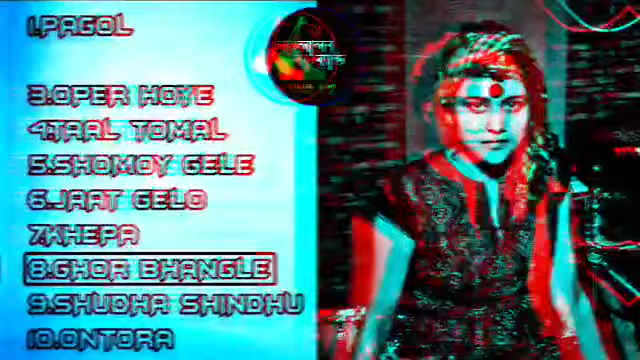 1.PAGOL
3.OPER HOYE
4.TAAL TOMAL
5.SHOMOY GELE
6.JAAT GELO
7.KHEPA
8.GHOR BHANGLE
9.SHUDHA SHINDHU
10.ONTORA